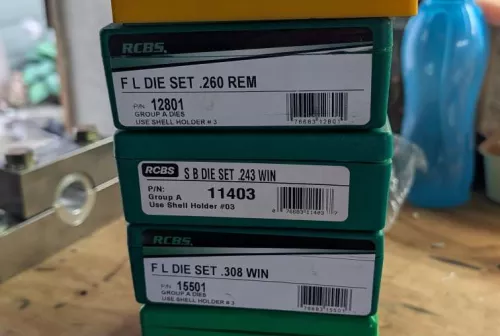 RCBS.
F L DIE SET .260 REM
P/N: 12801
GROUP A DIES
USE SHELL HOLDER # 3
RCBS
S B DIE SET .243 WIN
P/N: 11403
Group A
Use Shell Holder #03
RCBS.
F L DIE SET .308 WIN
P/N 15501
GROUP A DIES
USE SHELL HOLDER # 3